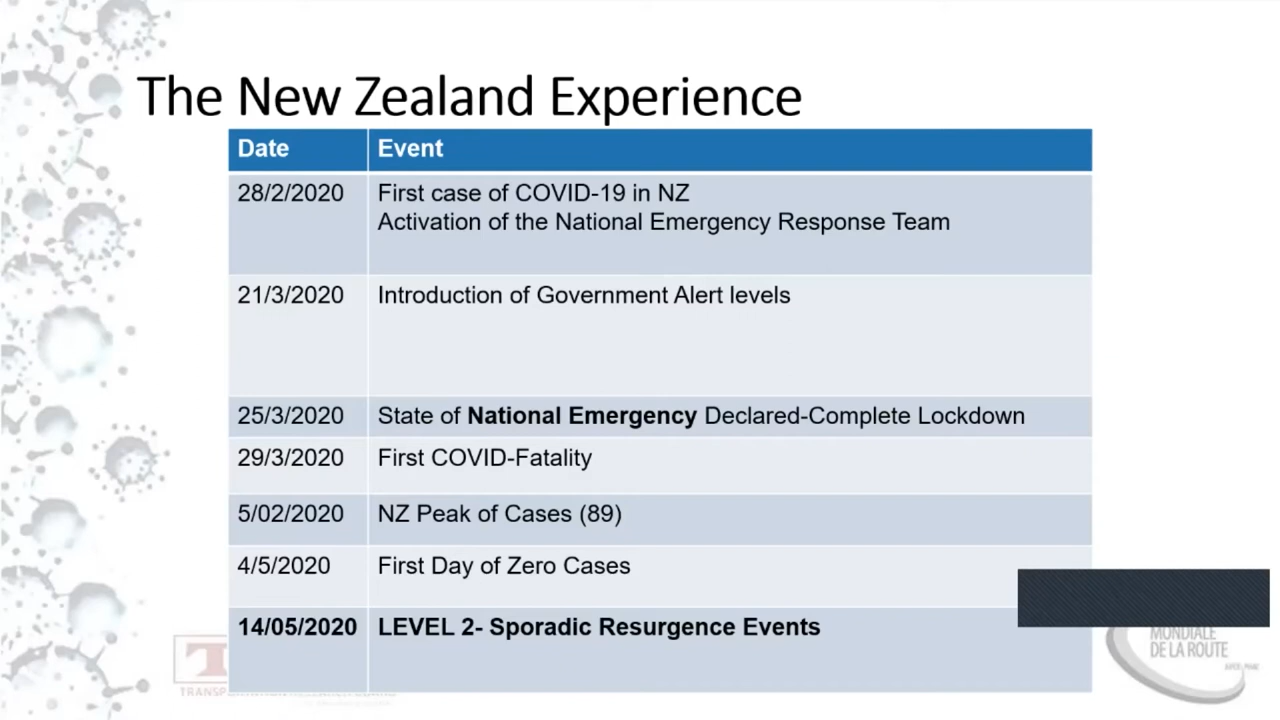 The New Zealand Experience
Date Event
28/2/2020 First case of COVID-19 in NZ
Activation of the National Emergency Response Team
21/3/2020 Introduction of Government Alert levels
25/3/2020 State of National Emergency Declared-Complete Lockdown
29/3/2020 First COVID-Fatality
5/02/2020 NZ Peak of Cases (89)
4/5/2020 First Day of Zero Cases
14/05/2020 LEVEL 2- Sporadic Resurgence Events
MONDIALE
DE LA ROUTE